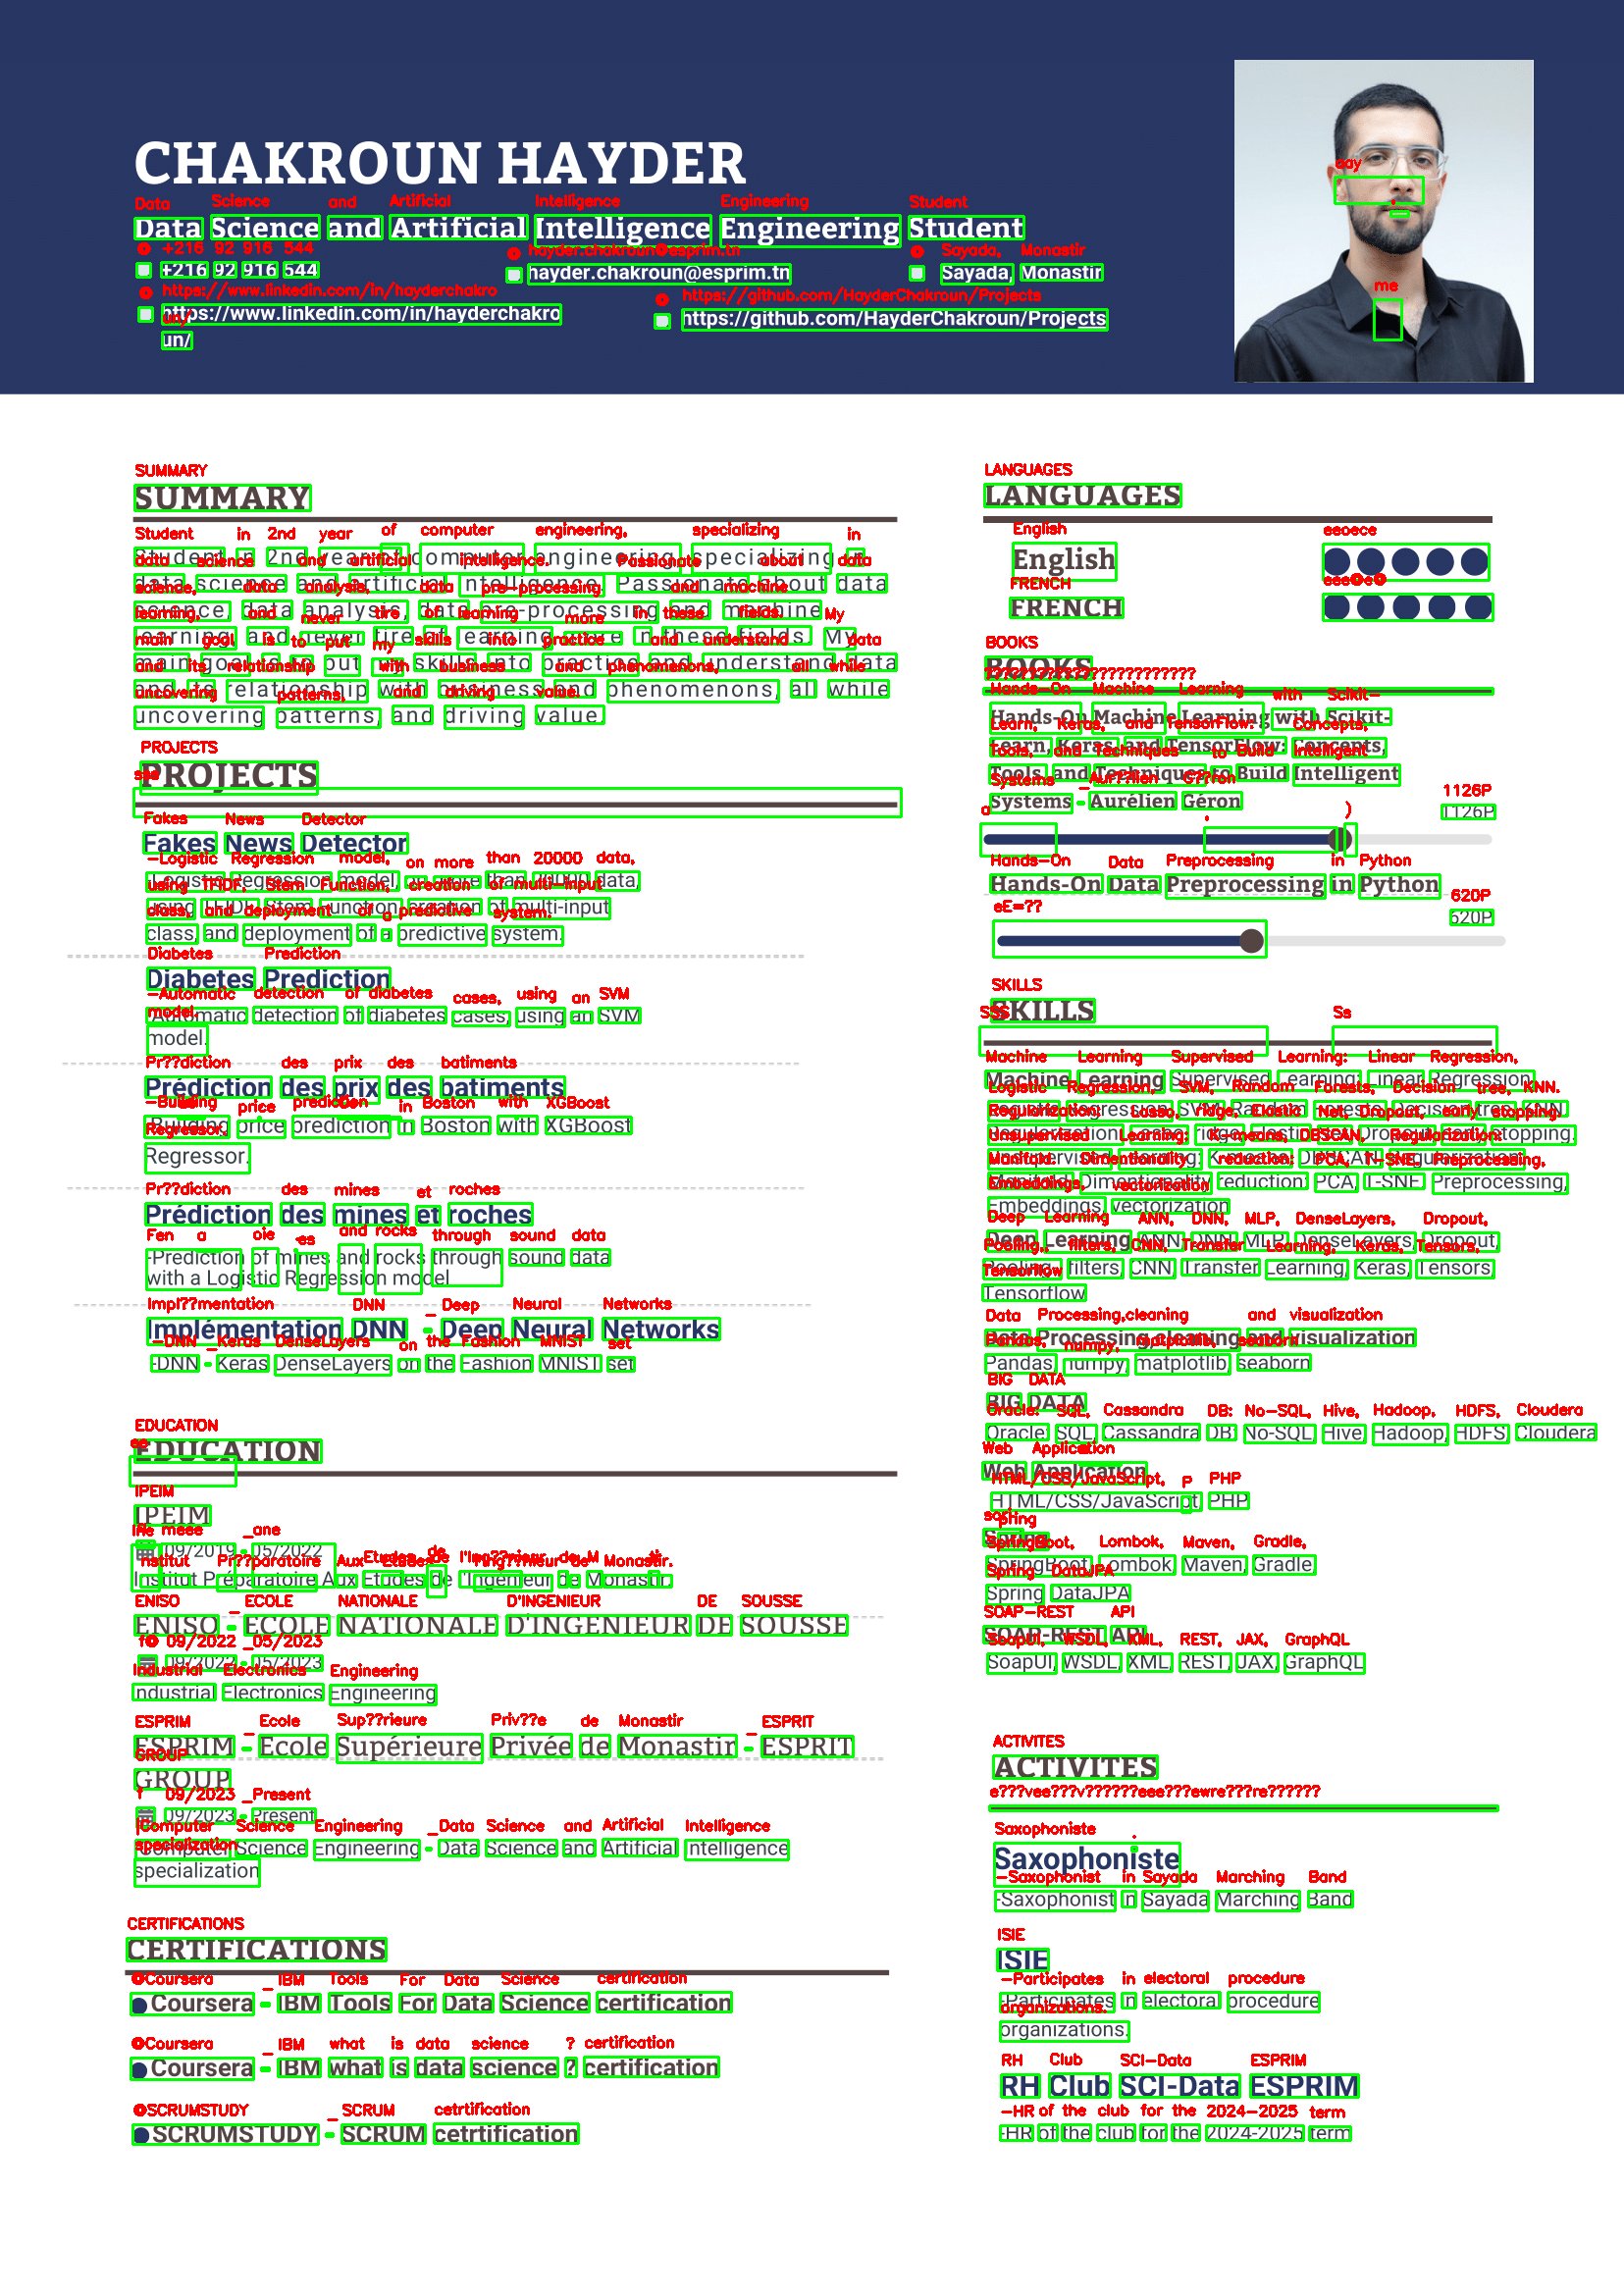 CHAKROUN HAYDER
Data Science and Artificial Intelligence Engineering Student
+216 92 916 544
hayder.chakroun@esprim.tn
Sayada, Monastir
https://www.linkedin.com/in/hayderchakro
un/
https://github.com/HayderChakroun/Projects
SUMMARY
Student in 2nd year of computer engineering, specializing in
data science and artificial intelligence. Passionate about data
science, data analysis, data pre-processing and machine
learning, and never tire of learning more in these fields. My
main goal is to put my skills into practice and understand data
and its relationship with business and phenomenons, all while
uncovering patterns, and driving value.
PROJECTS
Fakes News Detector
-Logistic Regression model, on more than 20000 data,
using TFIDF, Stem Function, creation of multi-input
class, and deployment of a predictive system.
Diabetes Prediction
-Automatic detection of diabetes cases, using an SVM
model.
Prédiction des prix des batiments
-Building price prediction in Boston with XGBoost
Regressor.
Prédiction des mines et roches
-Prediction of mines and rocks through sound data
with a Logistic Regression model
Implémentation DNN - Deep Neural Networks
-DNN - Keras DenseLayers on the Fashion MNIST set
EDUCATION
IPEIM
09/2019 - 05/2022
Institut Préparatoire Aux Etudes de l'Ingénieur de Monastir.
ENISO - ECOLE NATIONALE D'INGENIEUR DE SOUSSE
09/2022 - 05/2023
Industrial Electronics Engineering
ESPRIM - Ecole Supérieure Privée de Monastir - ESPRIT
GROUP
09/2023 - Present
Computer Science Engineering - Data Science and Artificial Intelligence
specialization
CERTIFICATIONS
Coursera - IBM Tools For Data Science certification
Coursera - IBM what is data science ? certification
SCRUMSTUDY - SCRUM cetrtification
LANGUAGES
English
FRENCH
BOOKS
Hands-On Machine Learning with Scikit-
Learn, Keras, and TensorFlow: Concepts,
Tools, and Techniques to Build Intelligent
Systems - Aurélien Géron
1126P
Hands-On Data Preprocessing in Python
620P
SKILLS
Machine Learning Supervised Learning: Linear Regression,
Logistic Regression, SVM, Random Forests, Decision tree, KNN.
Regularization: Lasso, ridge, Elastic Net, Dropout, early stopping.
Unsupervised Learning: K-means, DBSCAN, Regularization:
Manifold. Dimentionality reduction: PCA, T-SNE, Preprocessing,
Embeddings, vectorization
Deep Learning ANN, DNN, MLP, DenseLayers, Dropout,
Pooling, filters, CNN, Transfer Learning, Keras, Tensors,
Tensorflow
Data Processing,cleaning and visualization
Pandas, numpy, matplotlib, seaborn
BIG DATA
Oracle: SQL, Cassandra DB: No-SQL, Hive, Hadoop, HDFS, Cloudera
Web Application
HTML/CSS/JavaScript, PHP
Spring
SpringBoot, Lombok, Maven, Gradle,
Spring DataJPA
SOAP-REST API
SoapUI, WSDL, XML, REST, JAX, GraphQL
ACTIVITES
Saxophoniste
-Saxophonist in Sayada Marching Band
ISIE
-Participates in electoral procedure
organizations.
RH Club SCI-Data ESPRIM
-HR of the club for the 2024-2025 term